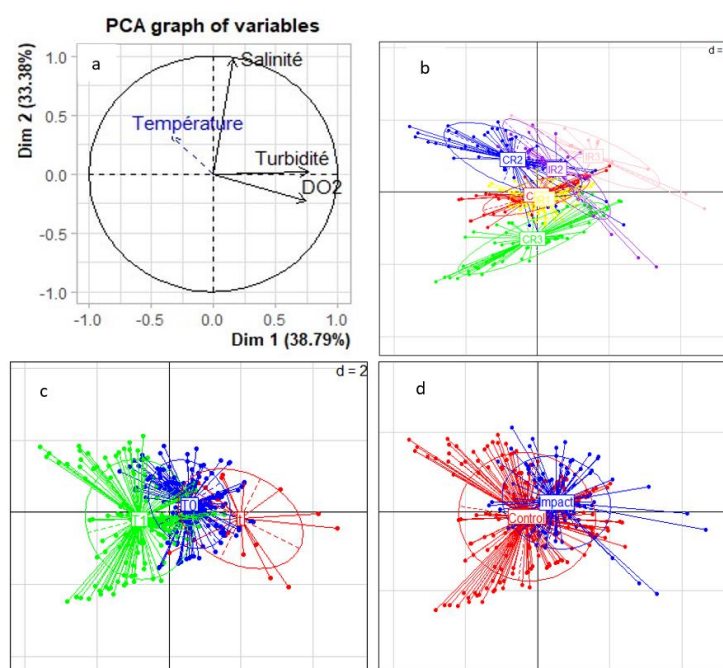 PCA graph of variables
a
Dim 2 (33.38%)
1.0
0.5
0.0
-0.5
-1.0
Salinité
Température
Turbidité
DO2
-1.0
-0.5
0.0
0.5
1.0
Dim 1 (38.79%)
b
d =
CR2
IR2
IR3
CR3
c
d = 2
T0
d
Impact
Control